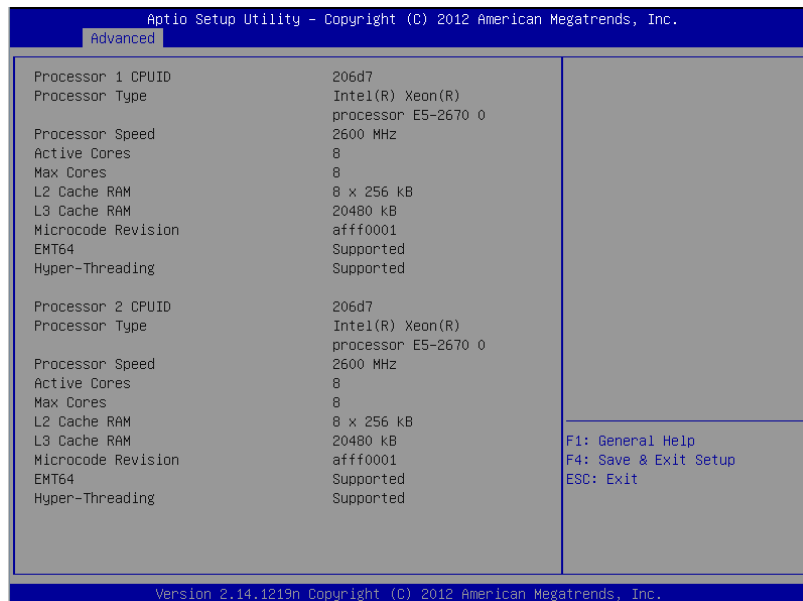 Aptio Setup Utility – Copyright (C) 2012 American Megatrends, Inc.
Advanced
Processor 1 CPUID 206d7
Processor Type Intel(R) Xeon(R)
processor E5-2670 0
Processor Speed 2600 MHz
Active Cores 8
Max Cores 8
L2 Cache RAM 8 x 256 kB
L3 Cache RAM 20480 kB
Microcode Revision afff0001
EMT64 Supported
Hyper-Threading Supported
Processor 2 CPUID 206d7
Processor Type Intel(R) Xeon(R)
processor E5-2670 0
Processor Speed 2600 MHz
Active Cores 8
Max Cores 8
L2 Cache RAM 8 x 256 kB
L3 Cache RAM 20480 kB
Microcode Revision afff0001
EMT64 Supported
Hyper-Threading Supported
F1: General Help
F4: Save & Exit Setup
ESC: Exit
Version 2.14.1219n Copyright (C) 2012 American Megatrends, Inc.